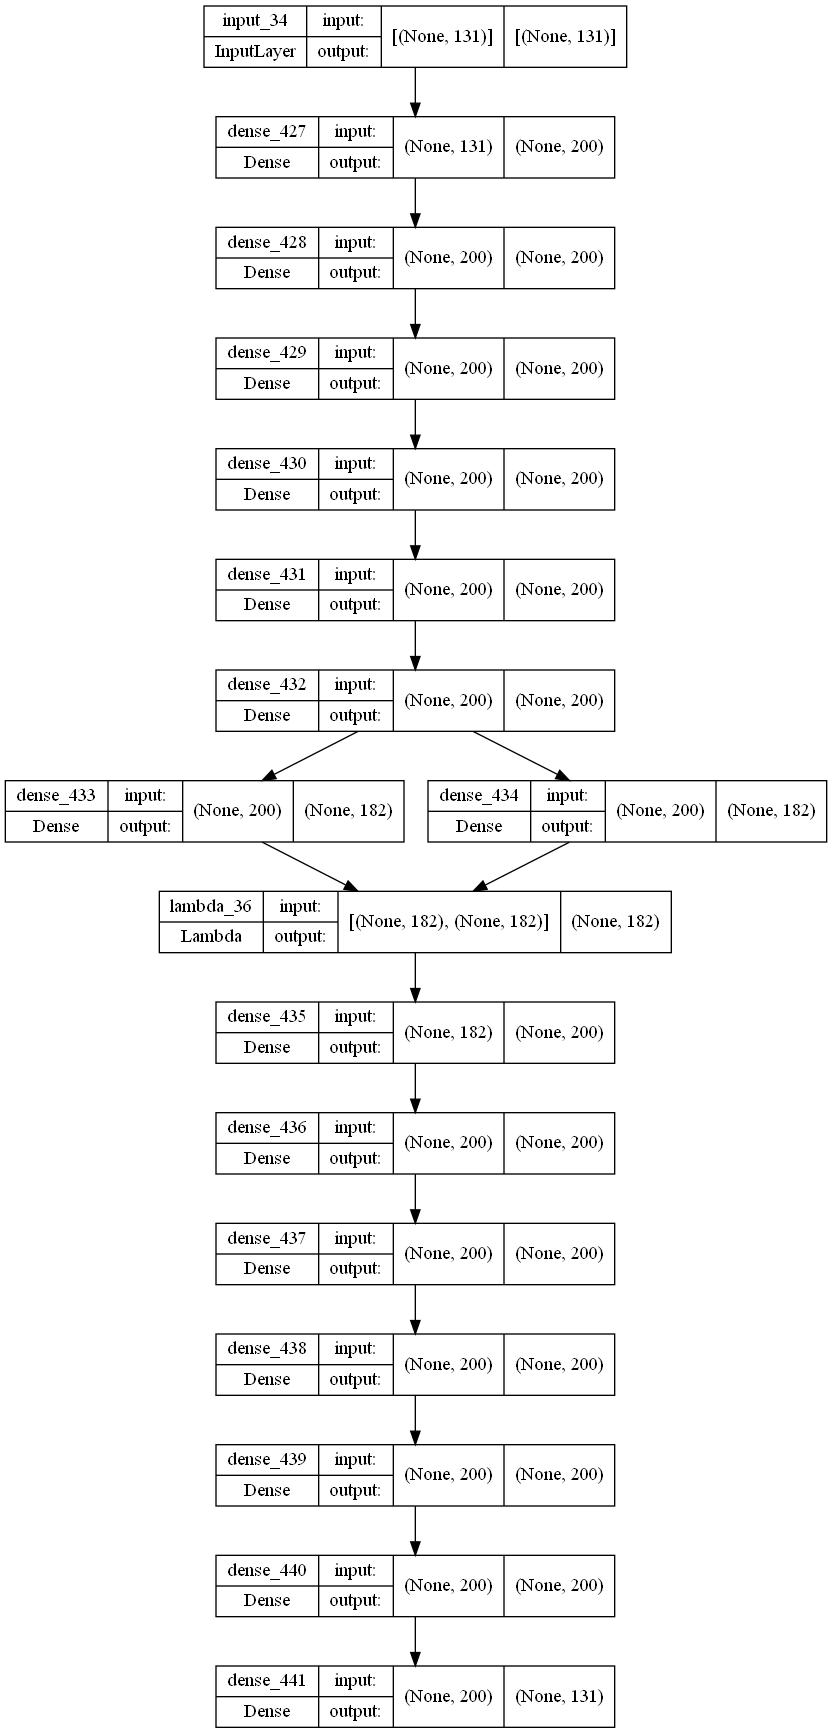 input_34 input: [(None, 131)] [(None, 131)]
InputLayer output:
dense_427 input: (None, 131) (None, 200)
Dense output:
dense_428 input: (None, 200) (None, 200)
Dense output:
dense_429 input: (None, 200) (None, 200)
Dense output:
dense_430 input: (None, 200) (None, 200)
Dense output:
dense_431 input: (None, 200) (None, 200)
Dense output:
dense_432 input: (None, 200) (None, 200)
Dense output:
dense_433 input: (None, 200) (None, 182)
Dense output:
dense_434 input: (None, 200) (None, 182)
Dense output:
lambda_36 input: [(None, 182), (None, 182)] (None, 182)
Lambda output:
dense_435 input: (None, 182) (None, 200)
Dense output:
dense_436 input: (None, 200) (None, 200)
Dense output:
dense_437 input: (None, 200) (None, 200)
Dense output:
dense_438 input: (None, 200) (None, 200)
Dense output:
dense_439 input: (None, 200) (None, 200)
Dense output:
dense_440 input: (None, 200) (None, 200)
Dense output:
dense_441 input: (None, 200) (None, 131)
Dense output: